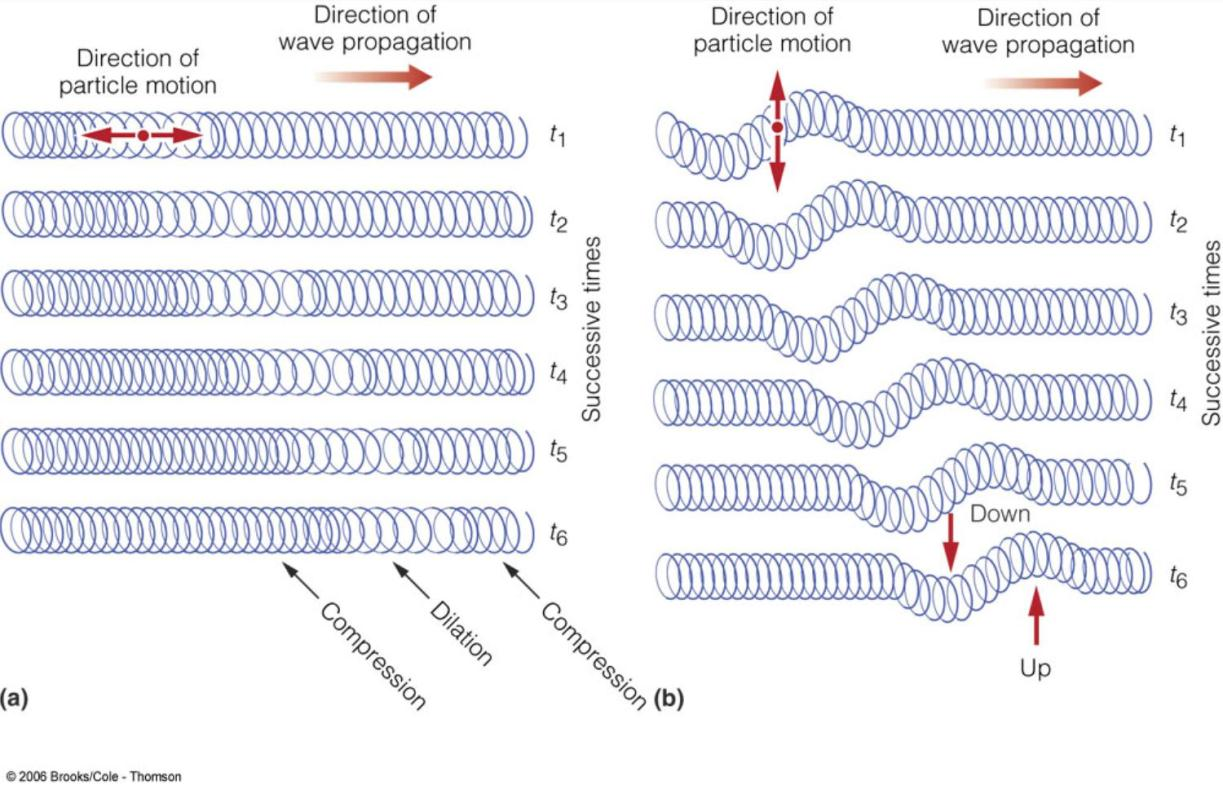 Direction of
wave propagation
Direction of
particle motion
t1
t2
t3
t4
t5
t6
Successive times
Compression
Dilation
Compression
(a)
Direction of
particle motion
Direction of
wave propagation
t1
t2
t3
t4
t5
Down
t6
Up
Successive times
(b)
© 2006 Brooks/Cole - Thomson